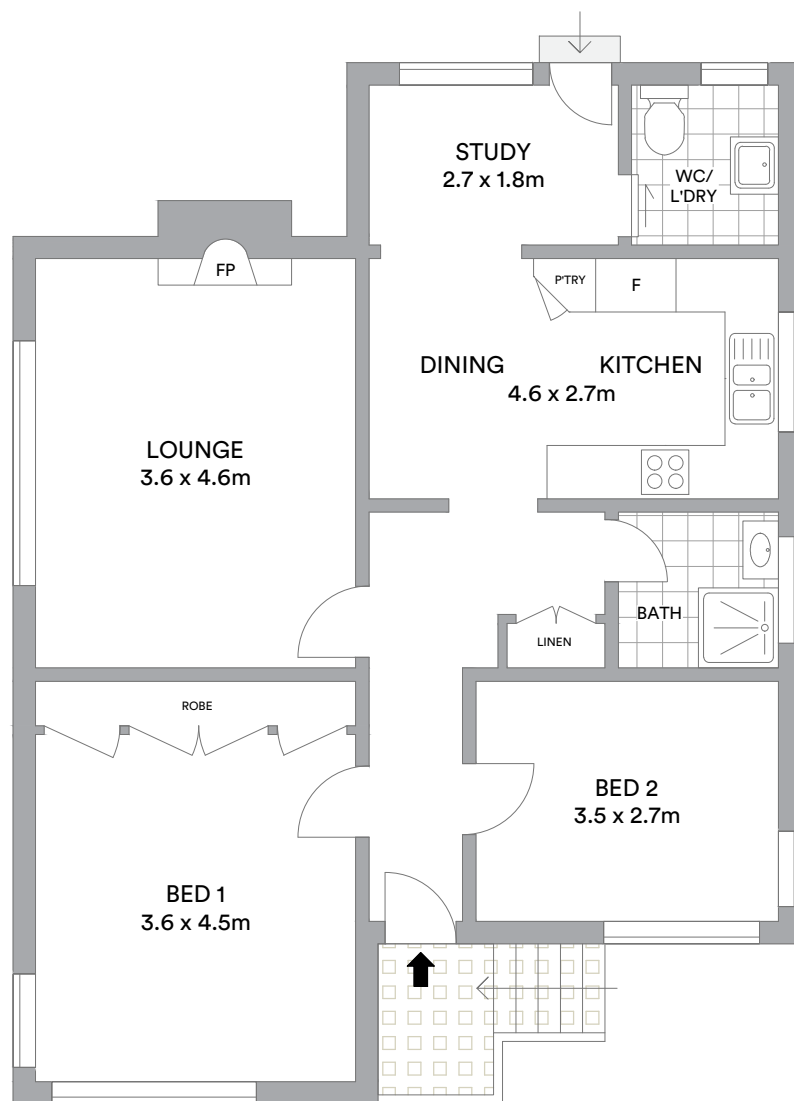 STUDY
2.7 x 1.8m
WC/
L'DRY
FP
P'TRY
F
DINING
KITCHEN
4.6 x 2.7m
LOUNGE
3.6 x 4.6m
BATH
LINEN
ROBE
BED 2
3.5 x 2.7m
BED 1
3.6 x 4.5m